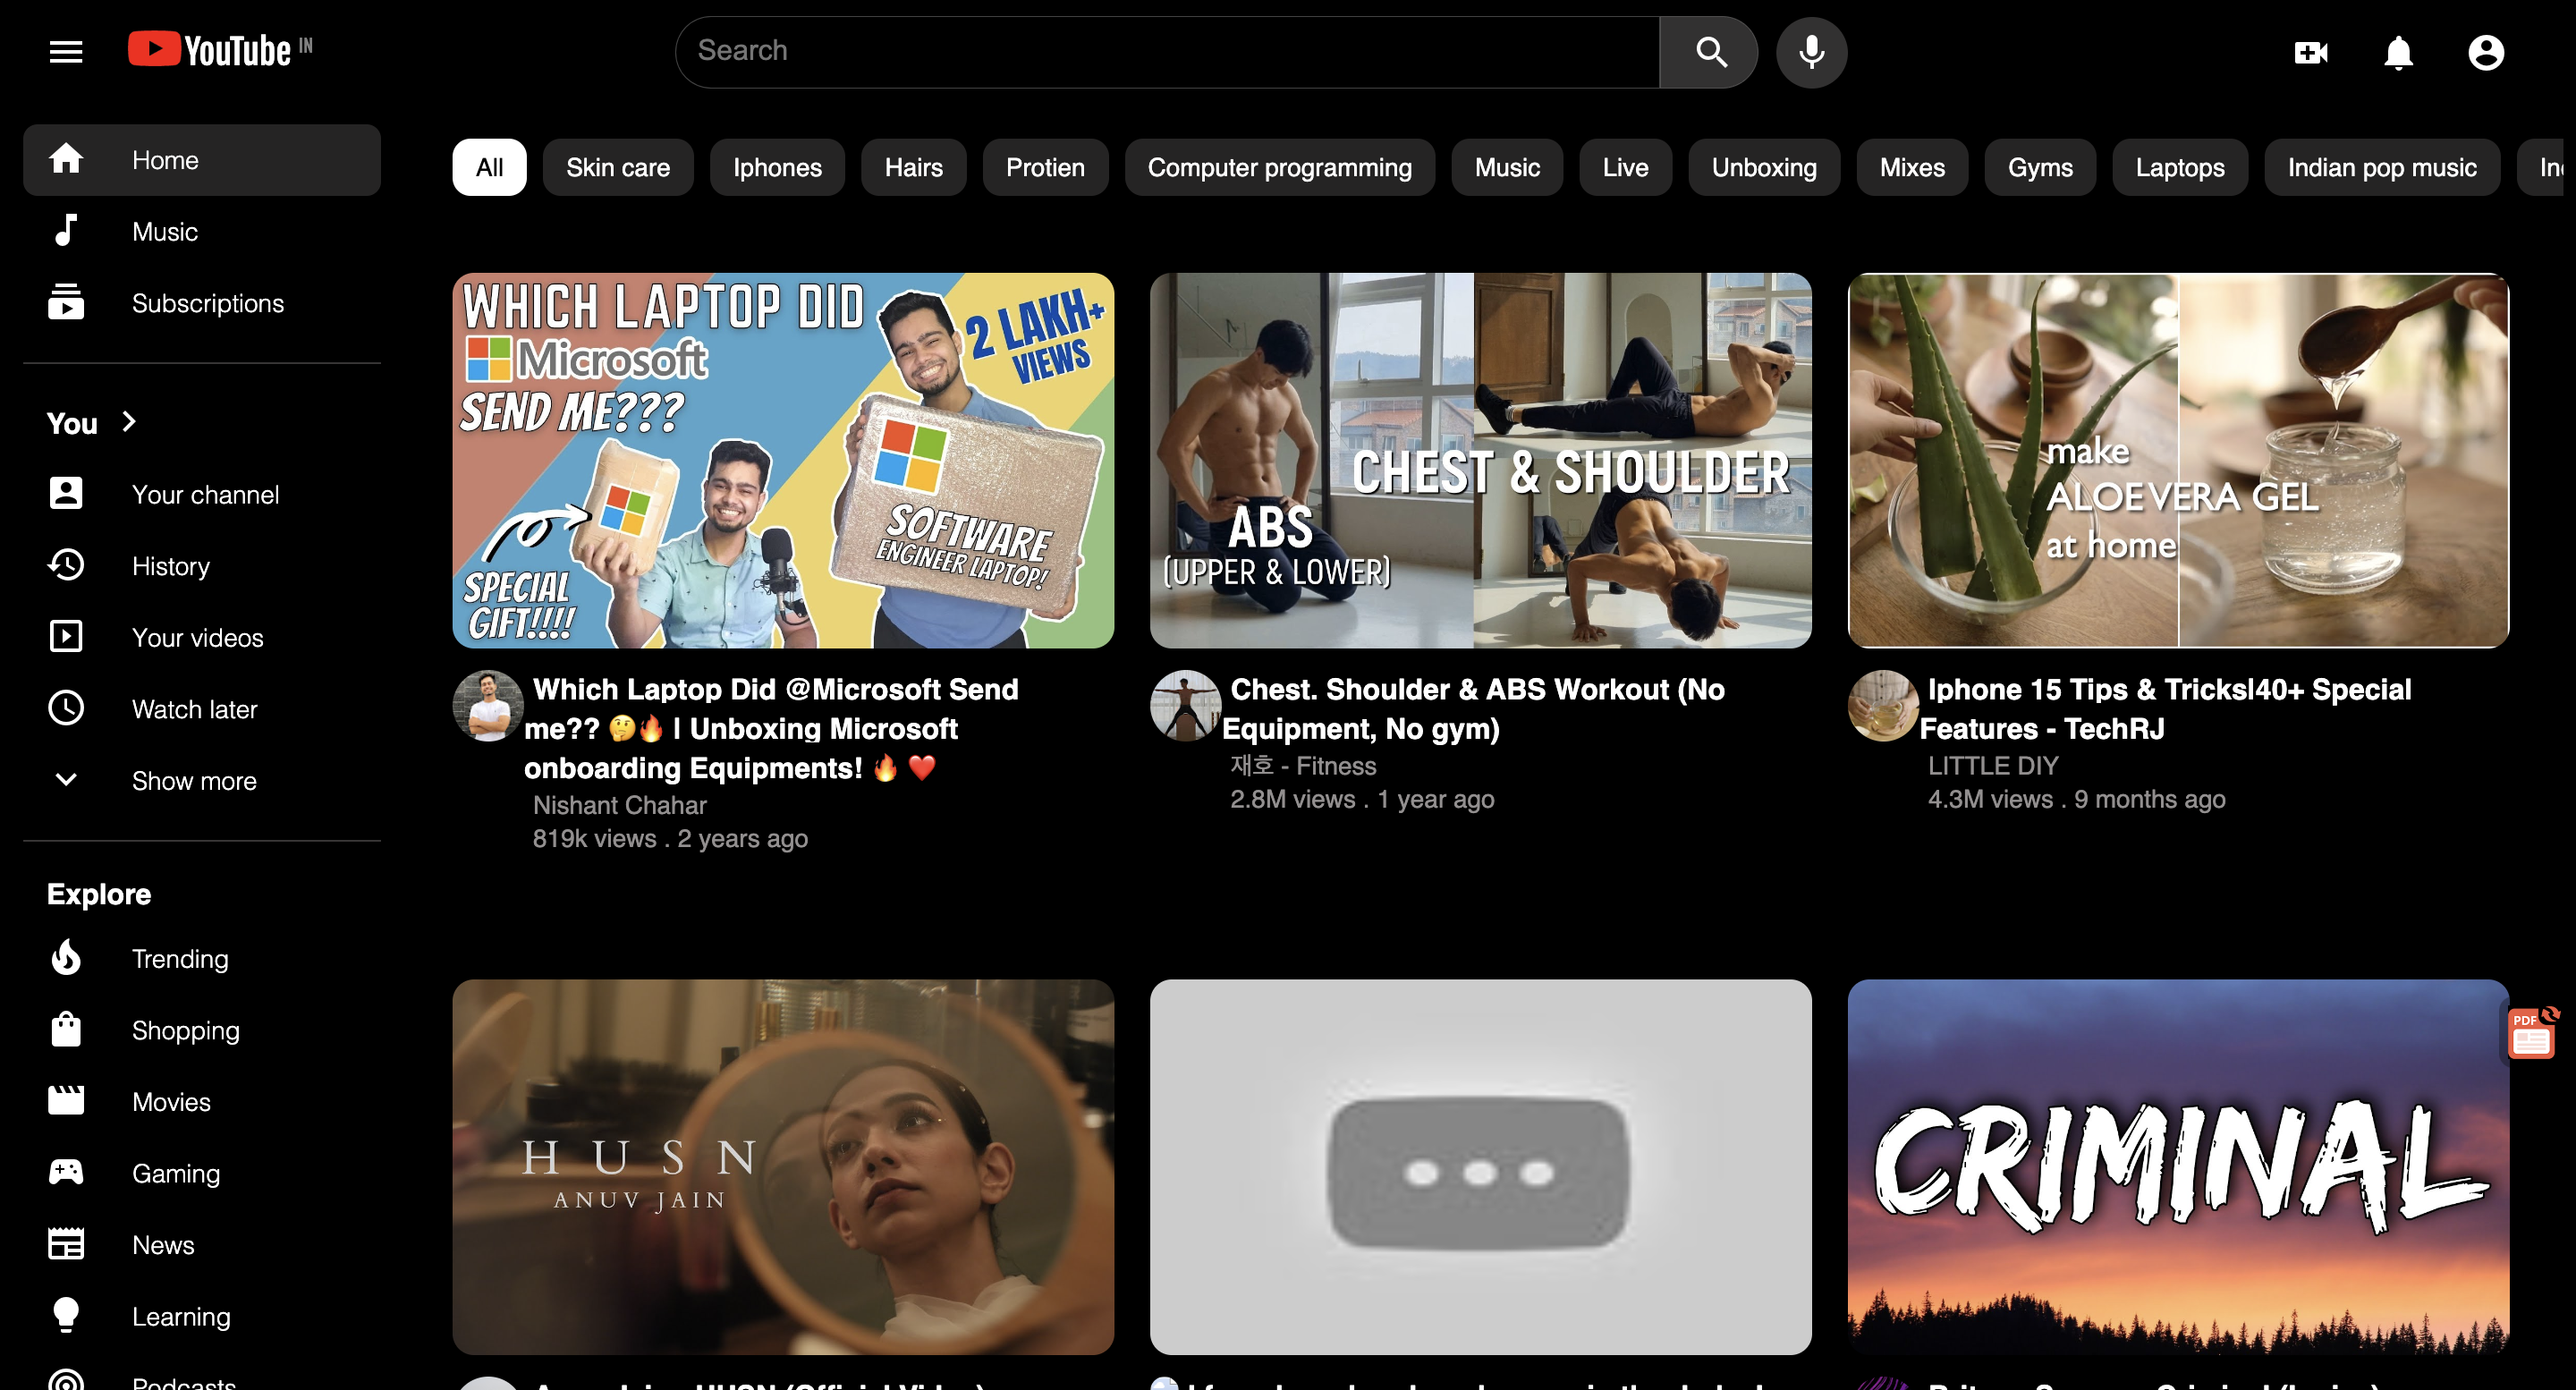 YouTube IN
Search
Home
Music
Subscriptions
You
Your channel
History
Your videos
Watch later
Show more
Explore
Trending
Shopping
Movies
Gaming
News
Learning
Podcasts
All
Skin care
Iphones
Hairs
Protien
Computer programming
Music
Live
Unboxing
Mixes
Gyms
Laptops
Indian pop music
WHICH LAPTOP DID
Microsoft
SEND ME???
2 LAKH+
VIEWS
SPECIAL
GIFT!!!!
SOFTWARE
ENGINEER LAPTOP!
Which Laptop Did @Microsoft Send
me?? 🤔🔥 | Unboxing Microsoft
onboarding Equipments! 🔥 ❤️
Nishant Chahar
819k views . 2 years ago
CHEST & SHOULDER
ABS
(UPPER & LOWER)
Chest. Shoulder & ABS Workout (No
Equipment, No gym)
재호 - Fitness
2.8M views . 1 year ago
make
ALOEVERA GEL
at home
Iphone 15 Tips & Tricksl40+ Special
Features - TechRJ
LITTLE DIY
4.3M views . 9 months ago
HUSN
ANUV JAIN
CRIMINAL
PDF